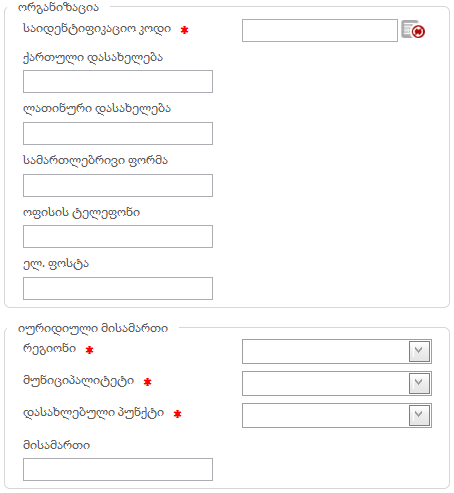 ორგანიზაცია
საიდენტიფიკაციო კოდი *
ქართული დასახელება
ლათინური დასახელება
სამართლებრივი ფორმა
ოფისის ტელეფონი
ელ. ფოსტა
იურიდიული მისამართი
რეგიონი *
მუნიციპალიტეტი *
დასახლებული პუნქტი *
მისამართი